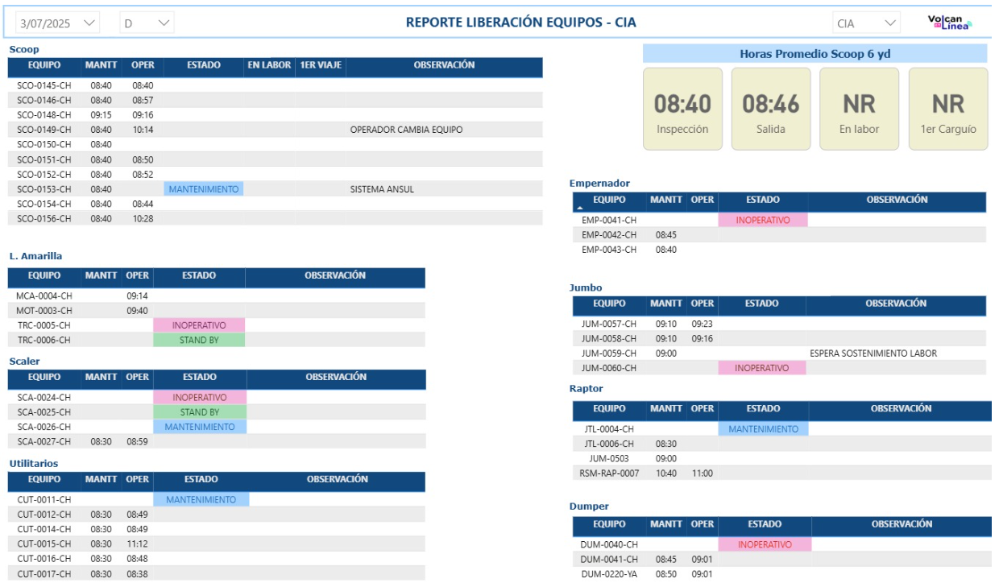 3/07/2025 D REPORTE LIBERACIÓN EQUIPOS - CIA CIA Volcan en Línea
Scoop
EQUIPO MANTT OPER ESTADO EN LABOR 1ER VIAJE OBSERVACIÓN
SCO-0145-CH 08:40 08:40
SCO-0146-CH 08:40 08:57
SCO-0148-CH 09:15 09:16
SCO-0149-CH 08:40 10:14 OPERADOR CAMBIA EQUIPO
SCO-0150-CH 08:40
SCO-0151-CH 08:40 08:50
SCO-0152-CH 08:40 08:52
SCO-0153-CH 08:40 MANTENIMIENTO SISTEMA ANSUL
SCO-0154-CH 08:40 08:44
SCO-0156-CH 08:40 10:28
L. Amarilla
EQUIPO MANTT OPER ESTADO OBSERVACIÓN
MCA-0004-CH 09:14
MOT-0003-CH 09:40
TRC-0005-CH INOPERATIVO
TRC-0006-CH STAND BY
Scaler
EQUIPO MANTT OPER ESTADO OBSERVACIÓN
SCA-0024-CH INOPERATIVO
SCA-0025-CH STAND BY
SCA-0026-CH MANTENIMIENTO
SCA-0027-CH 08:30 08:59
Utilitarios
EQUIPO MANTT OPER ESTADO OBSERVACIÓN
CUT-0011-CH MANTENIMIENTO
CUT-0012-CH 08:30 08:49
CUT-0014-CH 08:30 08:49
CUT-0015-CH 08:30 11:12
CUT-0016-CH 08:30 08:48
CUT-0017-CH 08:30 08:38
Horas Promedio Scoop 6 yd
08:40 08:46 NR NR
Inspección Salida En labor 1er Carguío
Empernador
EQUIPO MANTT OPER ESTADO OBSERVACIÓN
EMP-0041-CH INOPERATIVO
EMP-0042-CH 08:45
EMP-0043-CH 08:40
Jumbo
EQUIPO MANTT OPER ESTADO OBSERVACIÓN
JUM-0057-CH 09:10 09:23
JUM-0058-CH 09:10 09:16
JUM-0059-CH 09:00 ESPERA SOSTENIMIENTO LABOR
JUM-0060-CH INOPERATIVO
Raptor
EQUIPO MANTT OPER ESTADO OBSERVACIÓN
JTL-0004-CH MANTENIMIENTO
JTL-0006-CH 08:30
JUM-0503 09:00
RSM-RAP-0007 10:40 11:00
Dumper
EQUIPO MANTT OPER ESTADO OBSERVACIÓN
DUM-0040-CH INOPERATIVO
DUM-0041-CH 08:45 09:01
DUM-0220-YA 08:50 09:01